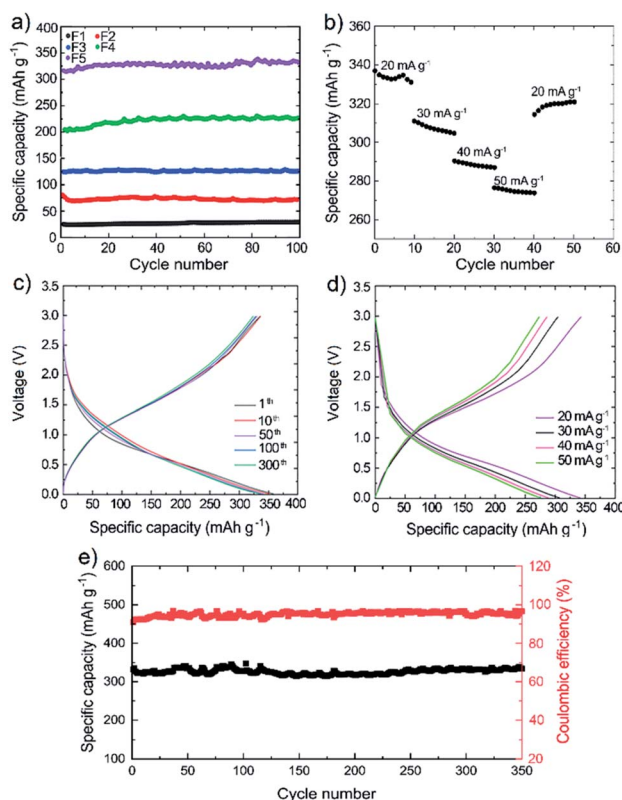 a)
F1 F2
F3 F4
F5
400
350
300
250
200
150
100
50
0
0 20 40 60 80 100
Specific capacity (mAh g⁻¹)
Cycle number
b)
360
340
320
300
280
260
0 10 20 30 40 50 60
20 mA g⁻¹
20 mA g⁻¹
30 mA g⁻¹
40 mA g⁻¹
50 mA g⁻¹
Specific capacity (mAh g⁻¹)
Cycle number
c)
3.5
3.0
2.5
2.0
1.5
1.0
0.5
0.0
0 50 100 150 200 250 300 350 400
1ᵗʰ
10ᵗʰ
50ᵗʰ
100ᵗʰ
300ᵗʰ
Voltage (V)
Specific capacity (mAh g⁻¹)
d)
3.5
3.0
2.5
2.0
1.5
1.0
0.5
0.0
0 50 100 150 200 250 300 350 400
20 mA g⁻¹
30 mA g⁻¹
40 mA g⁻¹
50 mA g⁻¹
Voltage (V)
Specific capacity (mAh g⁻¹)
e)
600
500
400
300
200
100
120
100
80
60
40
20
0 50 100 150 200 250 300 350
Specific capacity (mAh g⁻¹)
Coulombic efficiency (%)
Cycle number